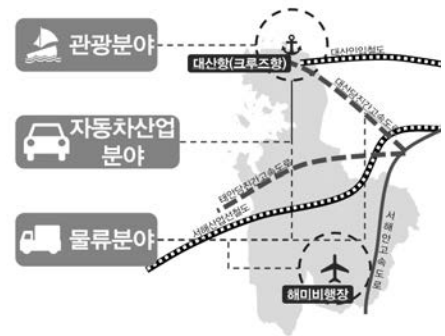 관광분야
대산항(크루즈항)
대산인입철도
대산당진간고속도로
자동차산업
분야
태안당진간고속도로
서해산업선철도
물류분야
서해안고속도로
해미비행장